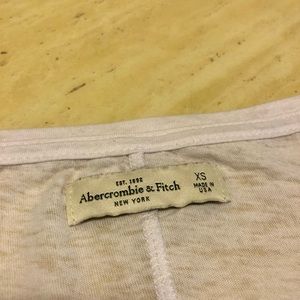 EST. 1892
Abercrombie & Fitch
NEW YORK
XS
MADE IN
USA